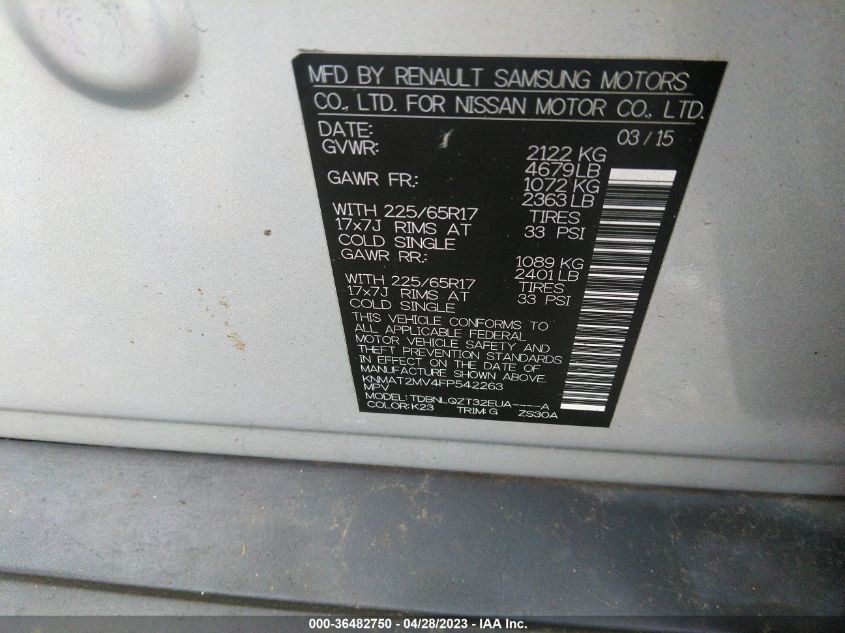 MFD BY RENAULT SAMSUNG MOTORS
CO., LTD. FOR NISSAN MOTOR CO., LTD.
DATE: 03/15
GVWR: 2122 KG
4679LB
GAWR FR.: 1072 KG
2363 LB
WITH 225/65R17 TIRES
17x7J RIMS AT 33 PSI
COLD SINGLE
GAWR RR.: 1089 KG
2401 LB
WITH 225/65R17 TIRES
17x7J RIMS AT 33 PSI
COLD SINGLE
THIS VEHICLE CONFORMS TO
ALL APPLICABLE FEDERAL
MOTOR VEHICLE SAFETY AND
THEFT PREVENTION STANDARDS
IN EFFECT ON THE DATE OF
MANUFACTURE SHOWN ABOVE.
KNMAT2MV4FP542263
MPV
MODEL: TDBNLQZT32EUA----A
COLOR: K23 TRIM: G ZS30A
000-36482750 - 04/28/2023 - IAA Inc.